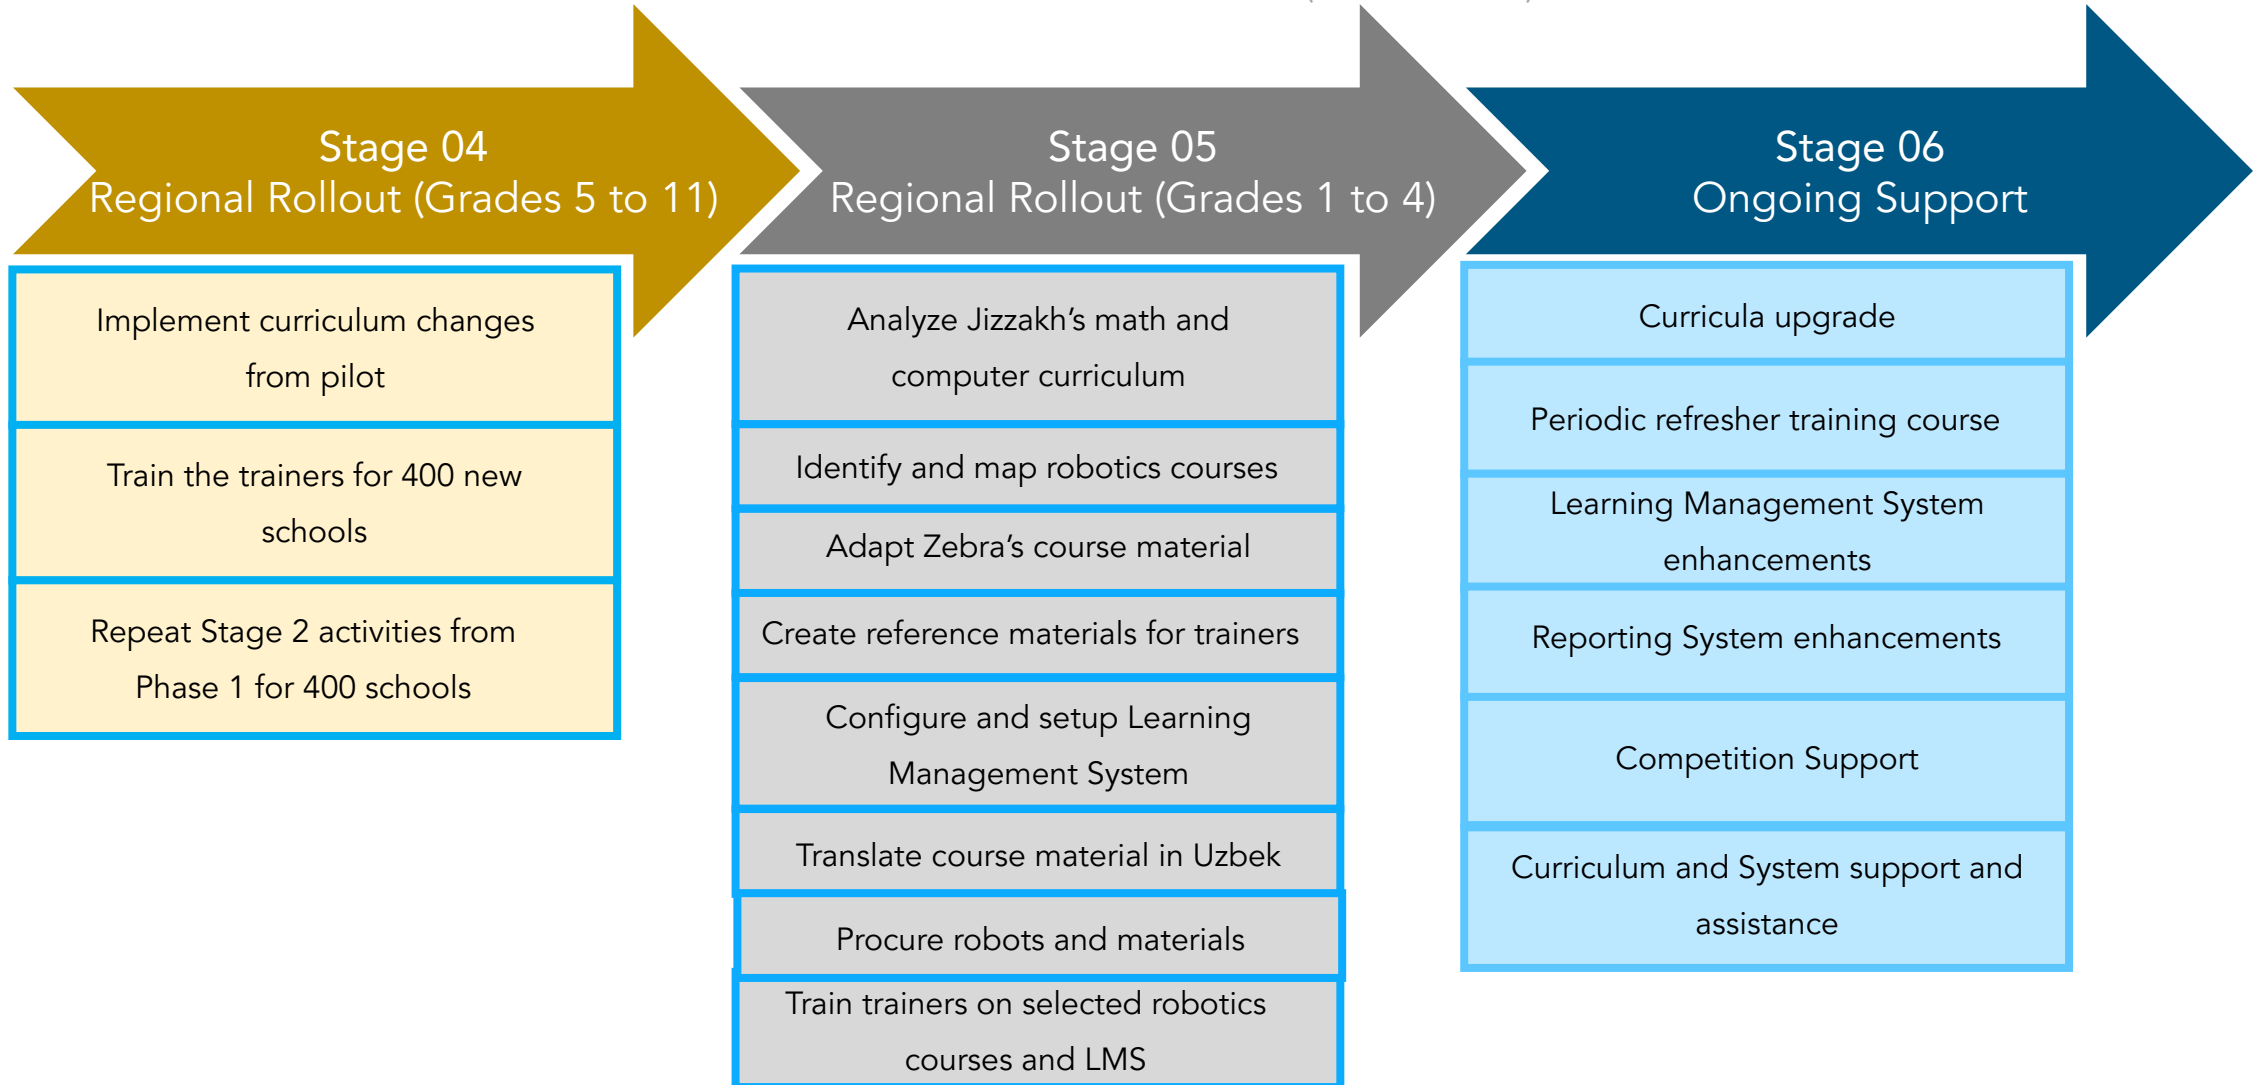 Stage 04
Regional Rollout (Grades 5 to 11)
Implement curriculum changes
from pilot
Train the trainers for 400 new
schools
Repeat Stage 2 activities from
Phase 1 for 400 schools
Stage 05
Regional Rollout (Grades 1 to 4)
Analyze Jizzakh’s math and
computer curriculum
Identify and map robotics courses
Adapt Zebra’s course material
Create reference materials for trainers
Configure and setup Learning
Management System
Translate course material in Uzbek
Procure robots and materials
Train trainers on selected robotics
courses and LMS
Stage 06
Ongoing Support
Curricula upgrade
Periodic refresher training course
Learning Management System
enhancements
Reporting System enhancements
Competition Support
Curriculum and System support and
assistance